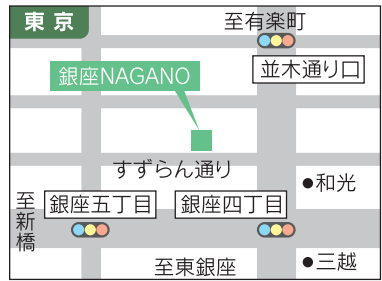 東京
至有楽町
並木通り口
銀座NAGANO
すずらん通り
和光
至新橋
銀座五丁目
銀座四丁目
至東銀座
三越